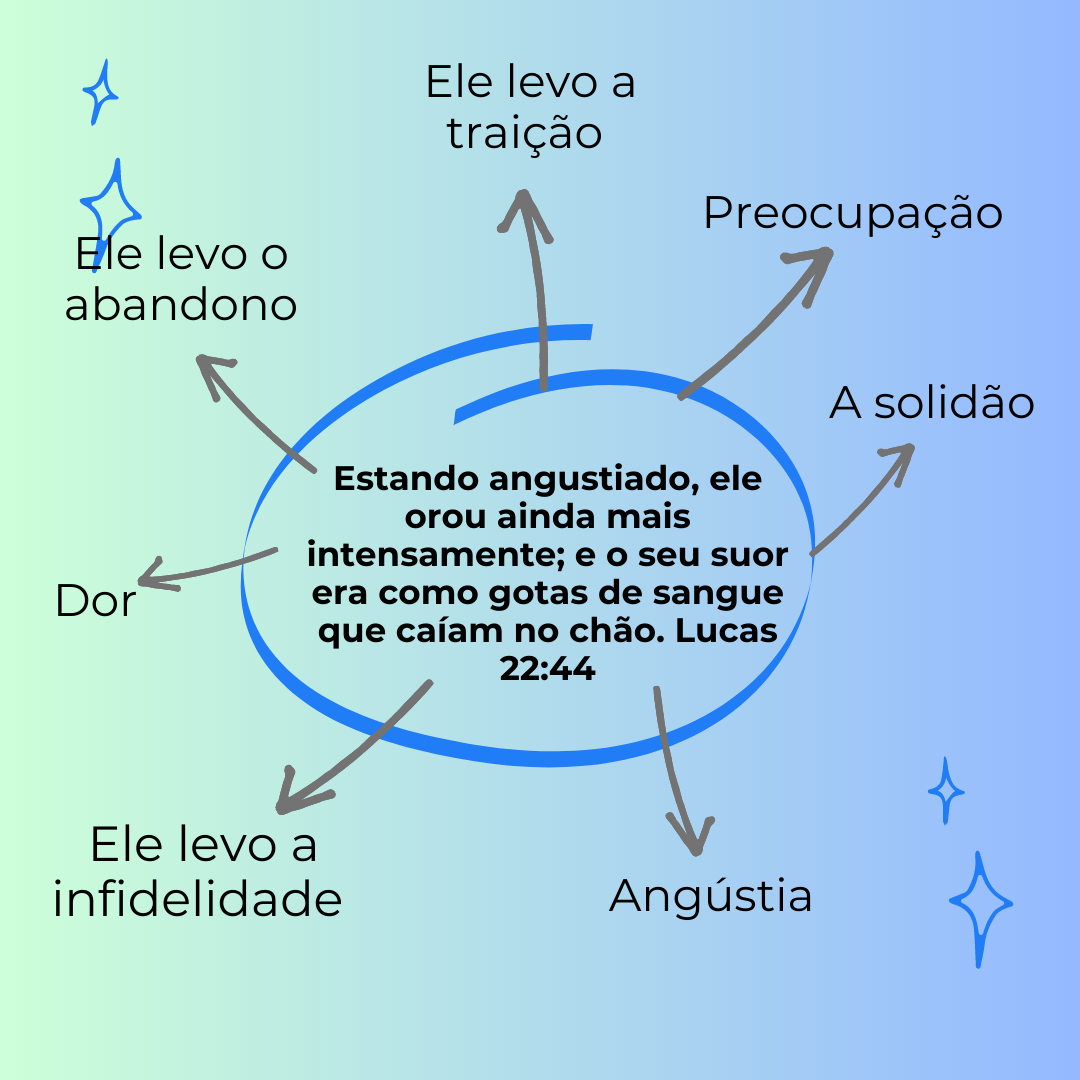 Ele levo a
traição
Preocupação
Ele levo o
abandono
A solidão
Estando angustiado, ele
orou ainda mais
intensamente; e o seu suor
era como gotas de sangue
que caíam no chão. Lucas
22:44
Dor
Ele levo a
infidelidade
Angústia